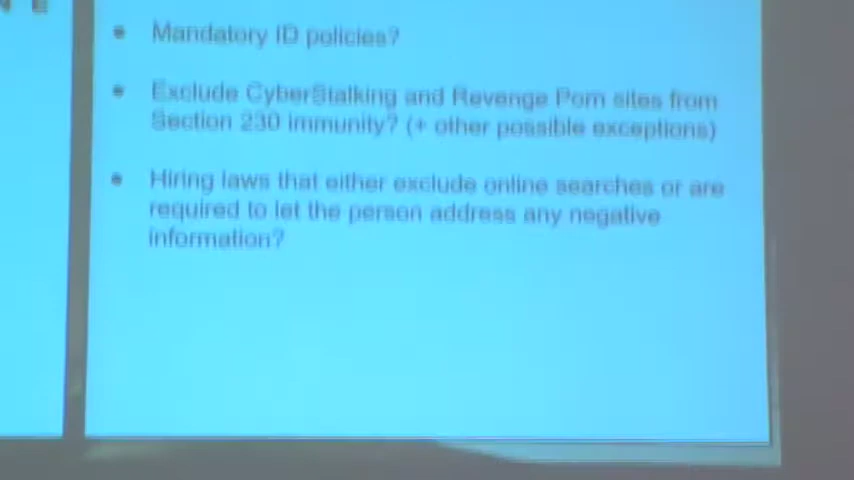 N E
• Mandatory ID policies?
• Exclude CyberStalking and Revenge Porn sites from
Section 230 immunity? (+ other possible exceptions)
• Hiring laws that either exclude online searches or are
required to let the person address any negative
information?